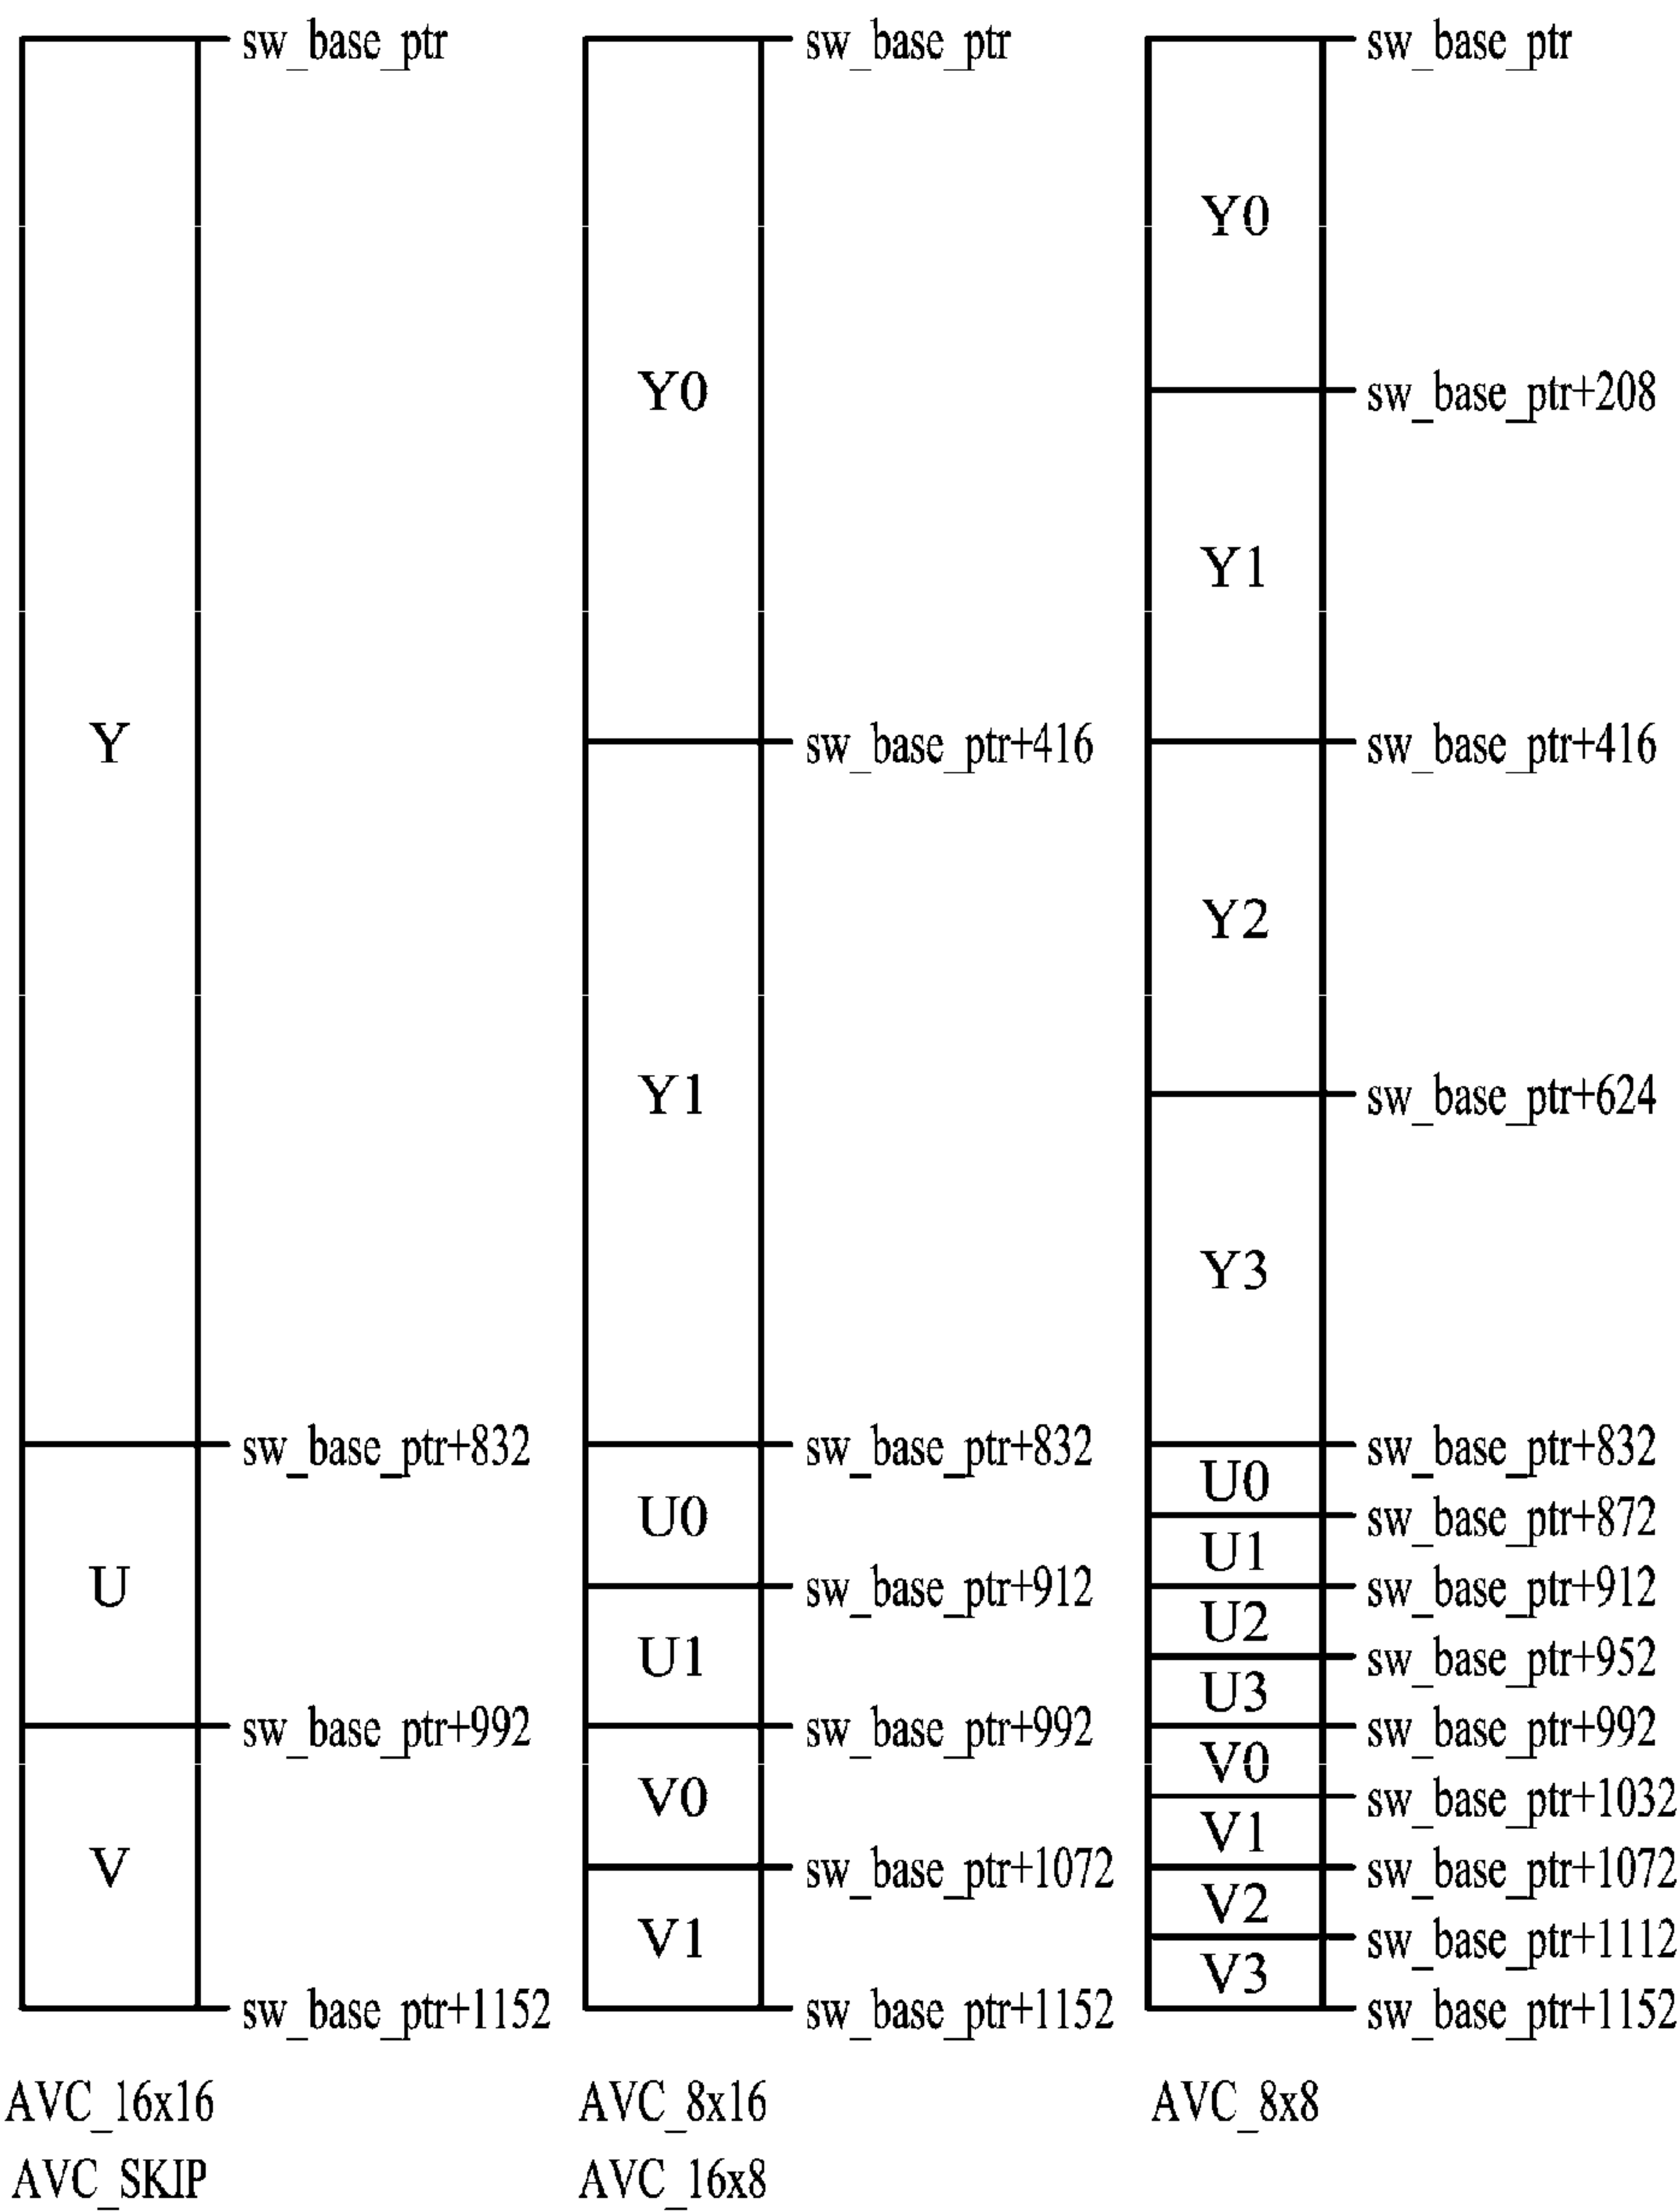 sw_base_ptr
Y
sw_base_ptr+832
U
sw_base_ptr+992
V
sw_base_ptr+1152
AVC_16x16
AVC_SKIP
sw_base_ptr
Y0
sw_base_ptr+416
Y1
sw_base_ptr+832
U0
sw_base_ptr+912
U1
sw_base_ptr+992
V0
sw_base_ptr+1072
V1
sw_base_ptr+1152
AVC_8x16
AVC_16x8
sw_base_ptr
Y0
sw_base_ptr+208
Y1
sw_base_ptr+416
Y2
sw_base_ptr+624
Y3
sw_base_ptr+832
U0
sw_base_ptr+872
U1
sw_base_ptr+912
U2
sw_base_ptr+952
U3
sw_base_ptr+992
V0
sw_base_ptr+1032
V1
sw_base_ptr+1072
V2
sw_base_ptr+1112
V3
sw_base_ptr+1152
AVC_8x8